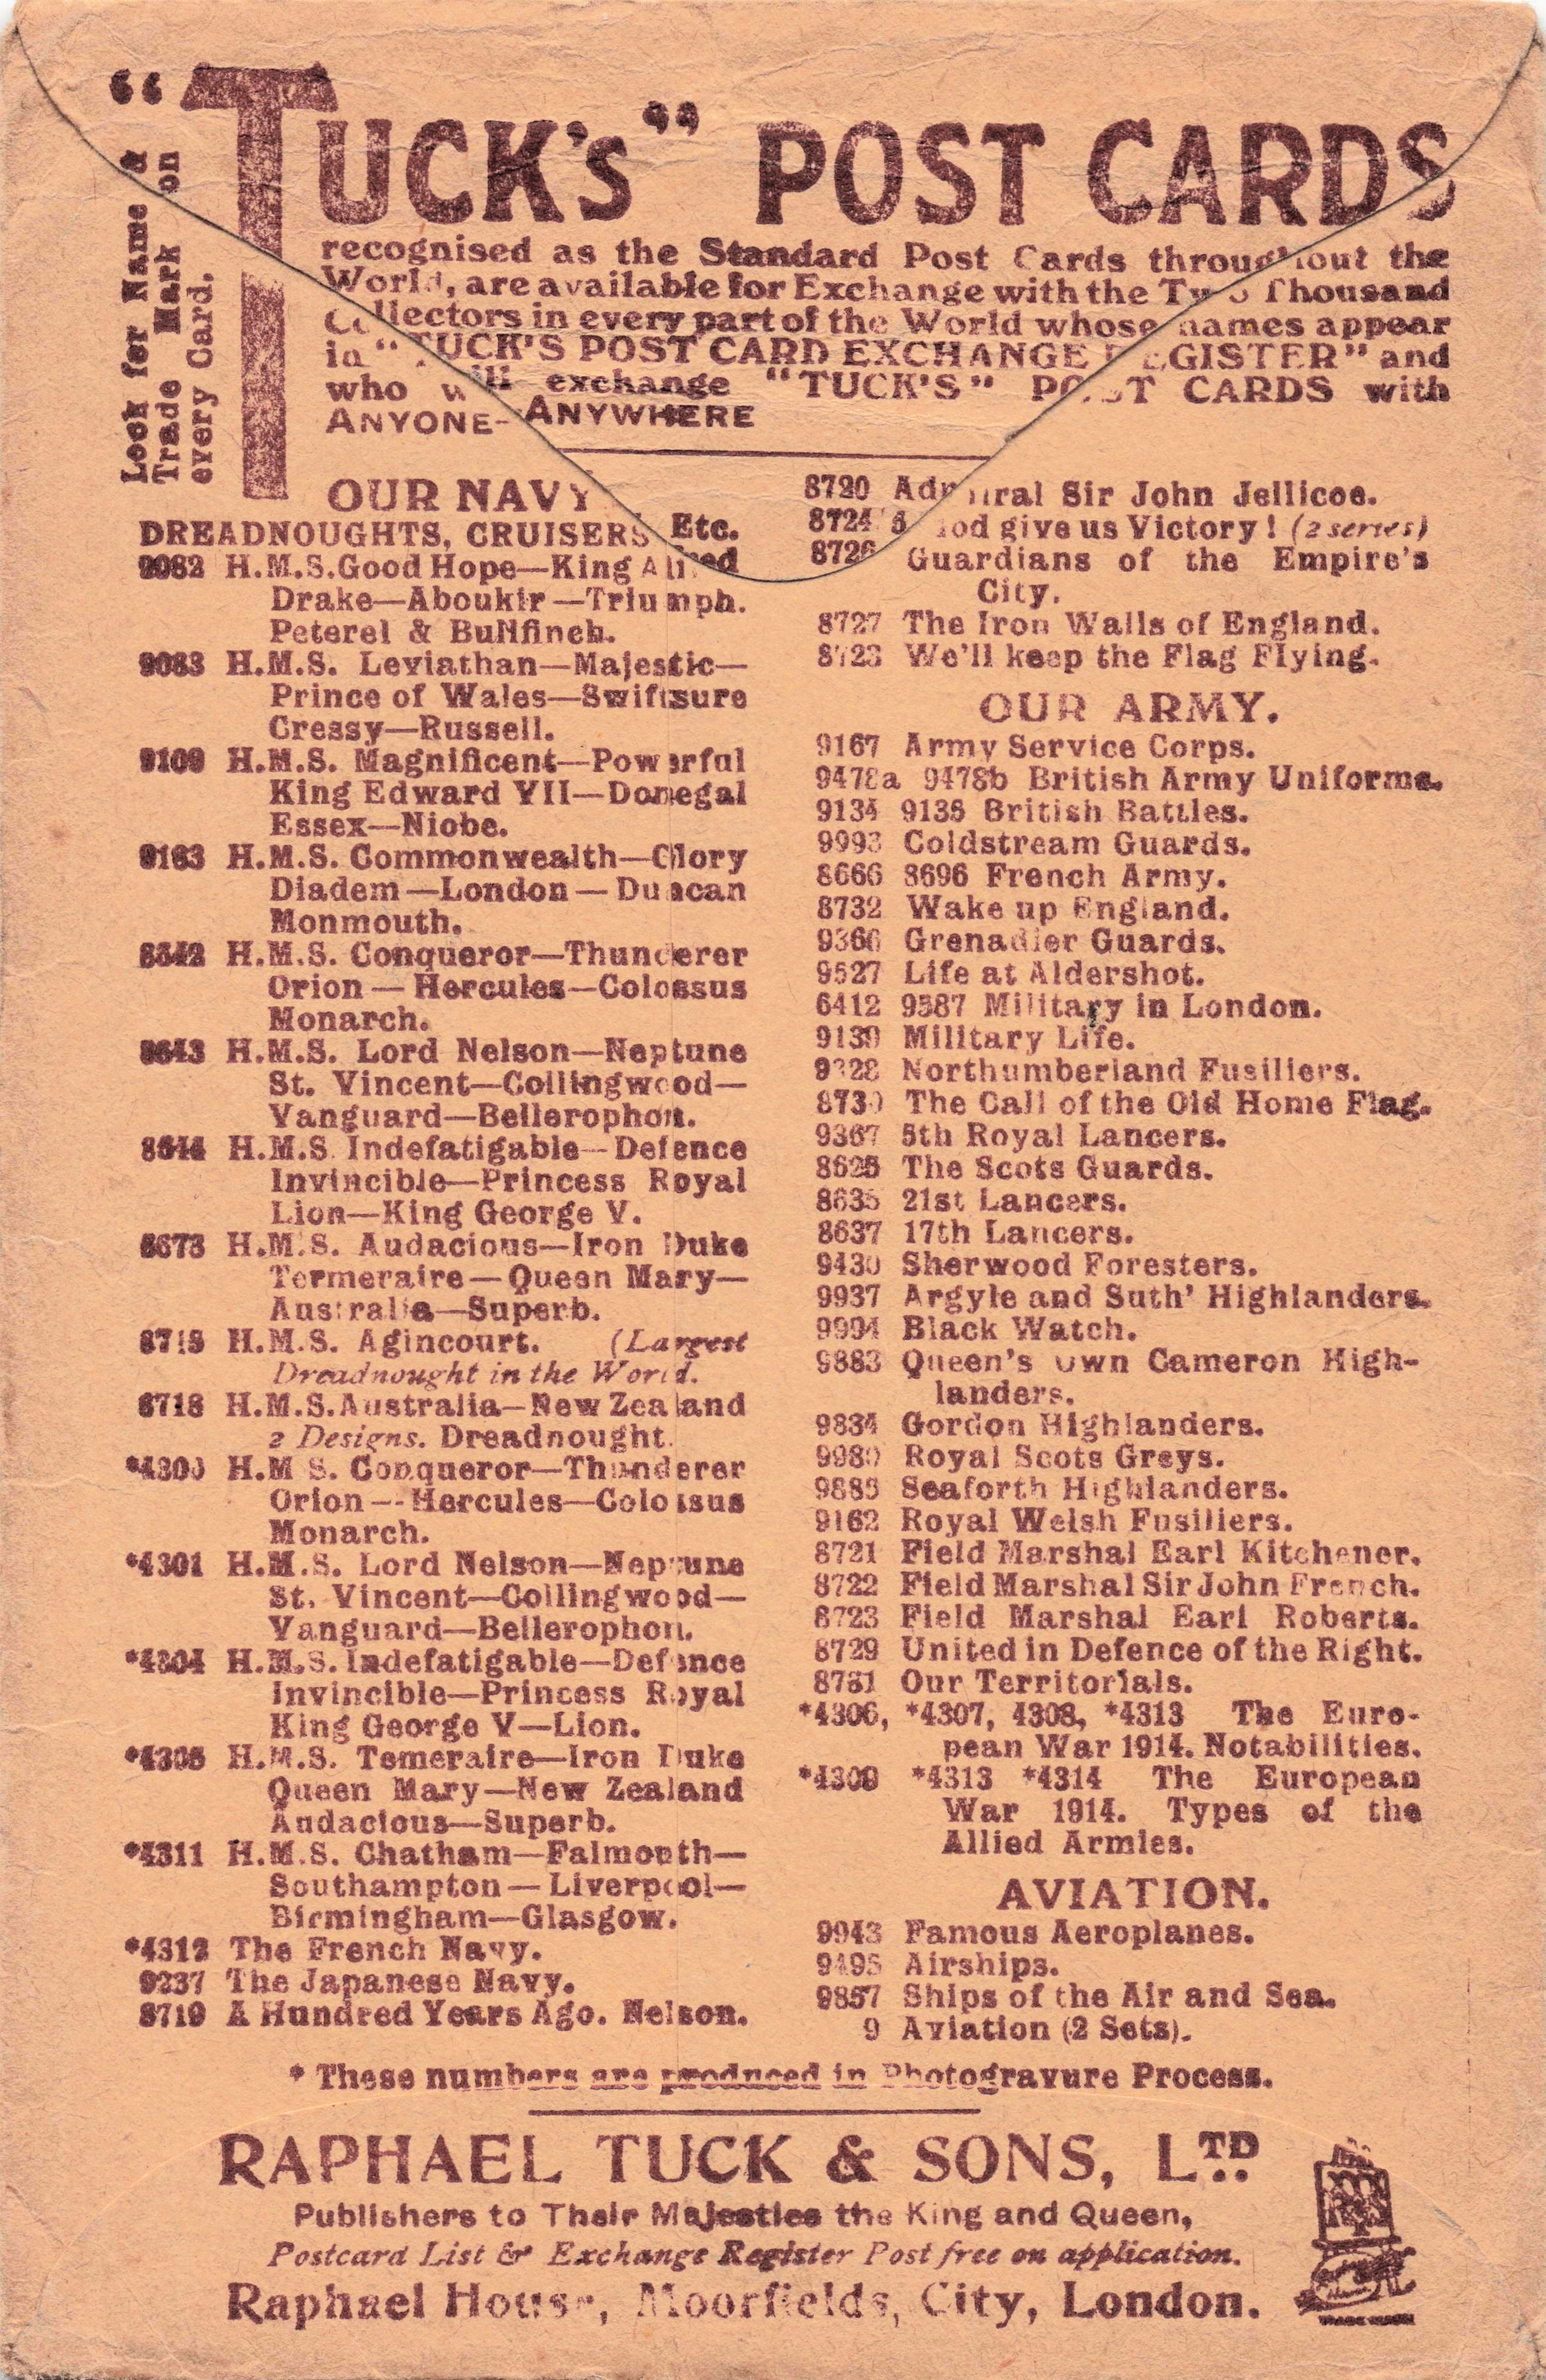 "TUCK's" POST CARDS
Look for Name &
Trade Mark on
every Card.
recognised as the Standard Post Cards throughout the
World, are available for Exchange with the Two Thousand
Collectors in every part of the World whose names appear
in "TUCK'S POST CARD EXCHANGE REGISTER" and
who will exchange "TUCK'S" POST CARDS with
ANYONE-ANYWHERE
OUR NAVY
DREADNOUGHTS, CRUISERS Etc.
9082 H.M.S. Good Hope—King Alfred
Drake—Aboukir—Triumph.
Peterel & Bullfinch.
9083 H.M.S. Leviathan—Majestic—
Prince of Wales—Swiftsure
Cressy—Russell.
9109 H.M.S. Magnificent—Powerful
King Edward VII—Donegal
Essex—Niobe.
9163 H.M.S. Commonwealth—Glory
Diadem—London—Duncan
Monmouth.
8642 H.M.S. Conqueror—Thunderer
Orion—Hercules—Colossus
Monarch.
8643 H.M.S. Lord Nelson—Neptune
St. Vincent—Collingwood—
Vanguard—Bellerophon.
8644 H.M.S. Indefatigable—Defence
Invincible—Princess Royal
Lion—King George V.
8673 H.M.S. Audacious—Iron Duke
Termeraire—Queen Mary—
Australia—Superb.
H.M.S. Agincourt. (Largest
Dreadnought in the World.
8718 H.M.S. Australia—New Zealand
2 Designs. Dreadnought.
*4300 H.M.S. Conqueror—Thunderer
Orion—Hercules—Colossus
Monarch.
*4301 H.M.S. Lord Nelson—Neptune
St. Vincent—Collingwood—
Vanguard—Bellerophon.
*4304 H.M.S. Indefatigable—Defence
Invincible—Princess Royal
King George V—Lion.
*4305 H.M.S. Temeraire—Iron Duke
Queen Mary—New Zealand
Audacious—Superb.
*4311 H.M.S. Chatham—Falmouth—
Southampton—Liverpool—
Birmingham—Glasgow.
*4312 The French Navy.
9237 The Japanese Navy.
8719 A Hundred Years Ago. Nelson.
8720 Admiral Sir John Jellicoe.
8724 5 God give us Victory! (2 series)
8726 Guardians of the Empire's
City.
8727 The Iron Walls of England.
8728 We'll keep the Flag Flying.
OUR ARMY.
9167 Army Service Corps.
9478a 9478b British Army Uniforms.
9134 9135 British Battles.
9993 Coldstream Guards.
8666 8696 French Army.
8732 Wake up England.
9366 Grenadier Guards.
9527 Life at Aldershot.
6412 9587 Military in London.
9139 Military Life.
9328 Northumberland Fusiliers.
8730 The Call of the Old Home Flag.
9367 5th Royal Lancers.
8625 The Scots Guards.
8635 21st Lancers.
8637 17th Lancers.
9430 Sherwood Foresters.
9937 Argyle and Suth' Highlanders.
9994 Black Watch.
9883 Queen's Own Cameron High-
landers.
9834 Gordon Highlanders.
9980 Royal Scots Greys.
9885 Seaforth Highlanders.
9162 Royal Welsh Fusiliers.
8721 Field Marshal Earl Kitchener.
8722 Field Marshal Sir John French.
8723 Field Marshal Earl Roberts.
8729 United in Defence of the Right.
8731 Our Territorials.
*4306, *4307, 4308, *4313 The Euro-
pean War 1914. Notabilities.
*4309 *4313 *4314 The European
War 1914. Types of the
Allied Armies.
AVIATION.
9943 Famous Aeroplanes.
9495 Airships.
9857 Ships of the Air and Sea.
9 Aviation (2 Sets).
* These numbers are produced in Photogravure Process.
RAPHAEL TUCK & SONS, LTD.
Publishers to Their Majesties the King and Queen,
Postcard List & Exchange Register Post free on application.
Raphael House, Moorfields, City, London.